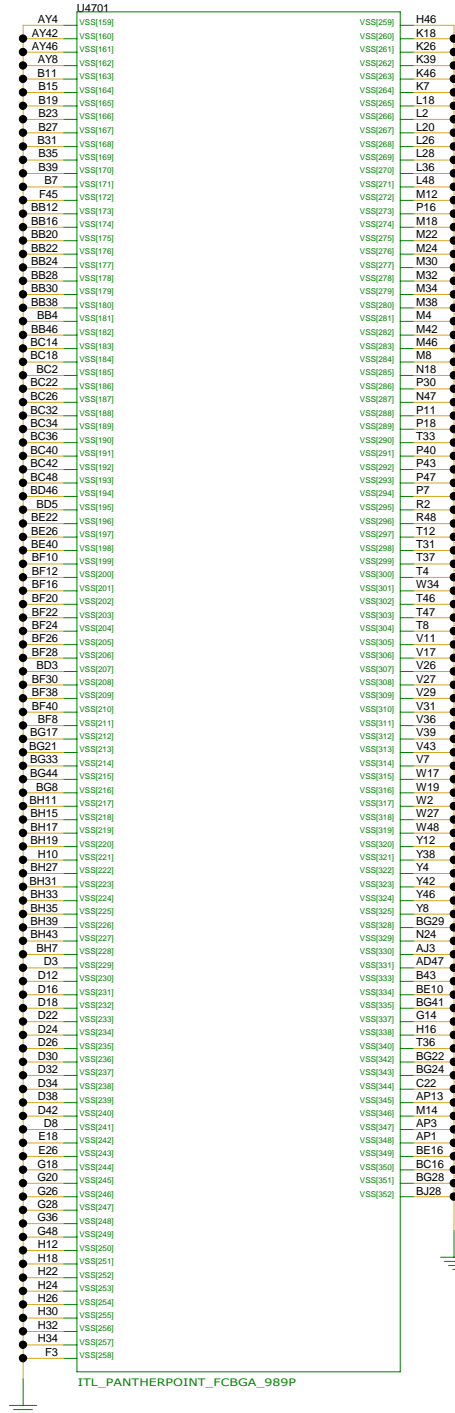 U4701
AY4 VSS[159]
AY42 VSS[160]
AY46 VSS[161]
AY8 VSS[162]
B11 VSS[163]
B15 VSS[164]
B19 VSS[165]
B23 VSS[166]
B27 VSS[167]
B31 VSS[168]
B35 VSS[169]
B39 VSS[170]
B7 VSS[171]
F45 VSS[172]
BB12 VSS[173]
BB16 VSS[174]
BB20 VSS[175]
BB22 VSS[176]
BB24 VSS[177]
BB28 VSS[178]
BB30 VSS[179]
BB38 VSS[180]
BB4 VSS[181]
BB46 VSS[182]
BC14 VSS[183]
BC18 VSS[184]
BC2 VSS[185]
BC22 VSS[186]
BC26 VSS[187]
BC32 VSS[188]
BC34 VSS[189]
BC36 VSS[190]
BC40 VSS[191]
BC42 VSS[192]
BC48 VSS[193]
BD46 VSS[194]
BD5 VSS[195]
BE22 VSS[196]
BE26 VSS[197]
BE40 VSS[198]
BF10 VSS[199]
BF12 VSS[200]
BF16 VSS[201]
BF20 VSS[202]
BF22 VSS[203]
BF24 VSS[204]
BF26 VSS[205]
BF28 VSS[206]
BD3 VSS[207]
BF30 VSS[208]
BF38 VSS[209]
BF40 VSS[210]
BF8 VSS[211]
BG17 VSS[212]
BG21 VSS[213]
BG33 VSS[214]
BG44 VSS[215]
BG8 VSS[216]
BH11 VSS[217]
BH15 VSS[218]
BH17 VSS[219]
BH19 VSS[220]
H10 VSS[221]
BH27 VSS[222]
BH31 VSS[223]
BH33 VSS[224]
BH35 VSS[225]
BH39 VSS[226]
BH43 VSS[227]
BH7 VSS[228]
D3 VSS[229]
D12 VSS[230]
D16 VSS[231]
D18 VSS[232]
D22 VSS[233]
D24 VSS[234]
D26 VSS[235]
D30 VSS[236]
D32 VSS[237]
D34 VSS[238]
D38 VSS[239]
D42 VSS[240]
D8 VSS[241]
E18 VSS[242]
E26 VSS[243]
G18 VSS[244]
G20 VSS[245]
G26 VSS[246]
G28 VSS[247]
G36 VSS[248]
G48 VSS[249]
H12 VSS[250]
H18 VSS[251]
H22 VSS[252]
H24 VSS[253]
H26 VSS[254]
H30 VSS[255]
H32 VSS[256]
H34 VSS[257]
F3 VSS[258]
VSS[259] H46
VSS[260] K18
VSS[261] K26
VSS[262] K39
VSS[263] K46
VSS[264] K7
VSS[265] L18
VSS[266] L2
VSS[267] L20
VSS[268] L26
VSS[269] L28
VSS[270] L36
VSS[271] L48
VSS[272] M12
VSS[273] P16
VSS[274] M18
VSS[275] M22
VSS[276] M24
VSS[277] M30
VSS[278] M32
VSS[279] M34
VSS[280] M38
VSS[281] M4
VSS[282] M42
VSS[283] M46
VSS[284] M8
VSS[285] N18
VSS[286] P30
VSS[287] N47
VSS[288] P11
VSS[289] P18
VSS[290] T33
VSS[291] P40
VSS[292] P43
VSS[293] P47
VSS[294] P7
VSS[295] R2
VSS[296] R48
VSS[297] T12
VSS[298] T31
VSS[299] T37
VSS[300] T4
VSS[301] W34
VSS[302] T46
VSS[303] T47
VSS[304] T8
VSS[305] V11
VSS[306] V17
VSS[307] V26
VSS[308] V27
VSS[309] V29
VSS[310] V31
VSS[311] V36
VSS[312] V39
VSS[313] V43
VSS[314] V7
VSS[315] W17
VSS[316] W19
VSS[317] W2
VSS[318] W27
VSS[319] W48
VSS[320] Y12
VSS[321] Y38
VSS[322] Y4
VSS[323] Y42
VSS[324] Y46
VSS[325] Y8
VSS[328] BG29
VSS[329] N24
VSS[330] AJ3
VSS[331] AD47
VSS[333] B43
VSS[334] BE10
VSS[335] BG41
VSS[337] G14
VSS[338] H16
VSS[340] T36
VSS[342] BG22
VSS[343] BG24
VSS[344] C22
VSS[345] AP13
VSS[346] M14
VSS[347] AP3
VSS[348] AP1
VSS[349] BE16
VSS[350] BC16
VSS[351] BG28
VSS[352] BJ28
ITL_PANTHERPOINT_FCBGA_989P